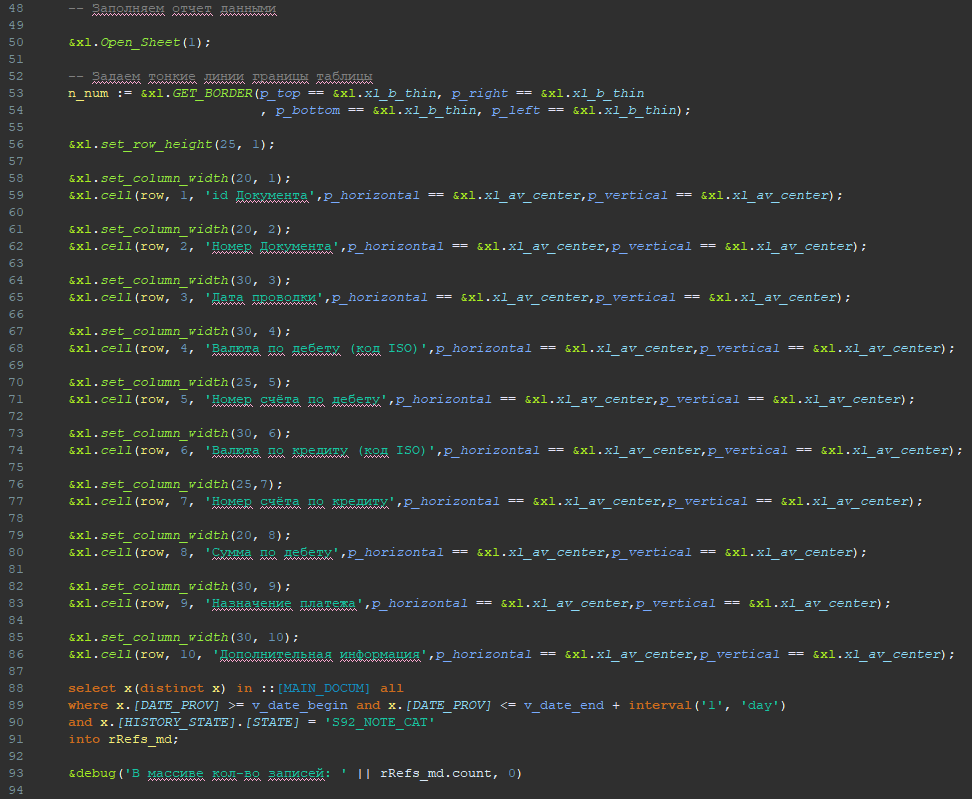 48 -- Заполняем отчет данными
49
50 &xl.Open_Sheet(1);
51
52 -- Задаем тонкие линии границы таблицы
53 n_num := &xl.GET_BORDER(p_top == &xl.xl_b_thin, p_right == &xl.xl_b_thin
54 , p_bottom == &xl.xl_b_thin, p_left == &xl.xl_b_thin);
55
56 &xl.set_row_height(25, 1);
57
58 &xl.set_column_width(20, 1);
59 &xl.cell(row, 1, 'id Документа',p_horizontal == &xl.xl_av_center,p_vertical == &xl.xl_av_center);
60
61 &xl.set_column_width(20, 2);
62 &xl.cell(row, 2, 'Номер Документа',p_horizontal == &xl.xl_av_center,p_vertical == &xl.xl_av_center);
63
64 &xl.set_column_width(30, 3);
65 &xl.cell(row, 3, 'Дата проводки',p_horizontal == &xl.xl_av_center,p_vertical == &xl.xl_av_center);
66
67 &xl.set_column_width(30, 4);
68 &xl.cell(row, 4, 'Валюта по дебету (код ISO)',p_horizontal == &xl.xl_av_center,p_vertical == &xl.xl_av_center);
69
70 &xl.set_column_width(25, 5);
71 &xl.cell(row, 5, 'Номер счёта по дебету',p_horizontal == &xl.xl_av_center,p_vertical == &xl.xl_av_center);
72
73 &xl.set_column_width(30, 6);
74 &xl.cell(row, 6, 'Валюта по кредиту (код ISO)',p_horizontal == &xl.xl_av_center,p_vertical == &xl.xl_av_center);
75
76 &xl.set_column_width(25,7);
77 &xl.cell(row, 7, 'Номер счёта по кредиту',p_horizontal == &xl.xl_av_center,p_vertical == &xl.xl_av_center);
78
79 &xl.set_column_width(20, 8);
80 &xl.cell(row, 8, 'Сумма по дебету',p_horizontal == &xl.xl_av_center,p_vertical == &xl.xl_av_center);
81
82 &xl.set_column_width(30, 9);
83 &xl.cell(row, 9, 'Назначение платежа',p_horizontal == &xl.xl_av_center,p_vertical == &xl.xl_av_center);
84
85 &xl.set_column_width(30, 10);
86 &xl.cell(row, 10, 'Дополнительная информация',p_horizontal == &xl.xl_av_center,p_vertical == &xl.xl_av_center);
87
88 select x(distinct x) in ::[MAIN_DOCUM] all
89 where x.[DATE_PROV] >= v_date_begin and x.[DATE_PROV] <= v_date_end + interval('1', 'day')
90 and x.[HISTORY_STATE].[STATE] = 'S92_NOTE_CAT'
91 into rRefs_md;
92
93 &debug('В массиве кол-во записей: ' || rRefs_md.count, 0)
94